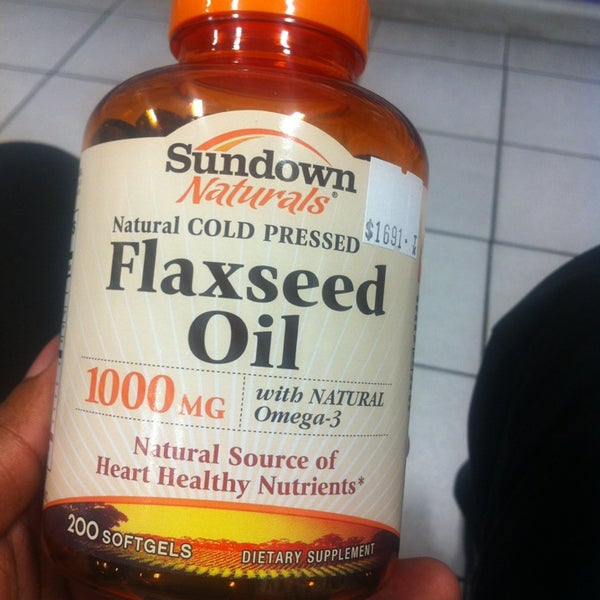 Sundown
Naturals®
Natural COLD PRESSED
$1691.
Flaxseed
Oil
1000 MG
with NATURAL
Omega-3
Natural Source of
Heart Healthy Nutrients*
200 SOFTGELS
DIETARY SUPPLEMENT